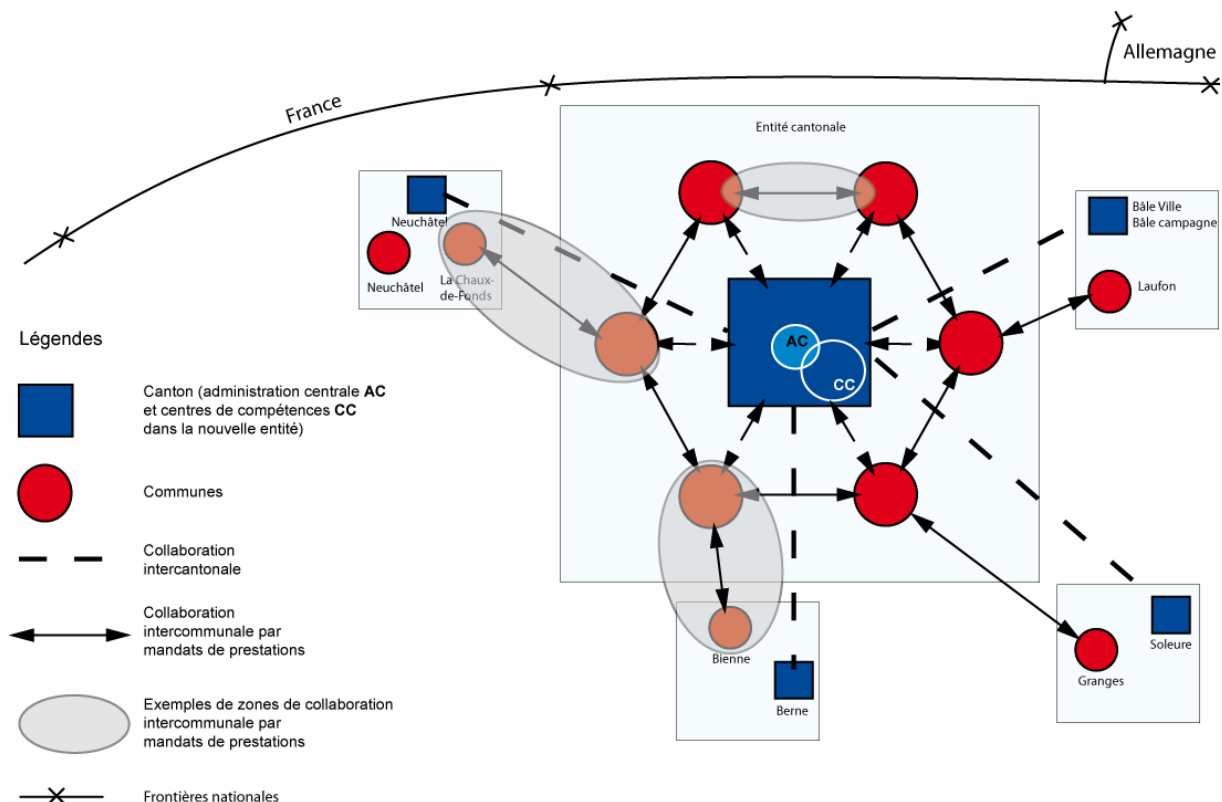 Allemagne
France
Entité cantonale
Neuchâtel
Neuchâtel
La Chaux-
de-Fonds
Bâle Ville
Bâle campagne
Laufon
AC
CC
Bienne
Berne
Soleure
Granges
Légendes
Canton (administration centrale AC
et centres de compétences CC
dans la nouvelle entité)
Communes
Collaboration
intercantonale
Collaboration
intercommunale par
mandats de prestations
Exemples de zones de collaboration
intercommunale par
mandats de prestations
Frontières nationales